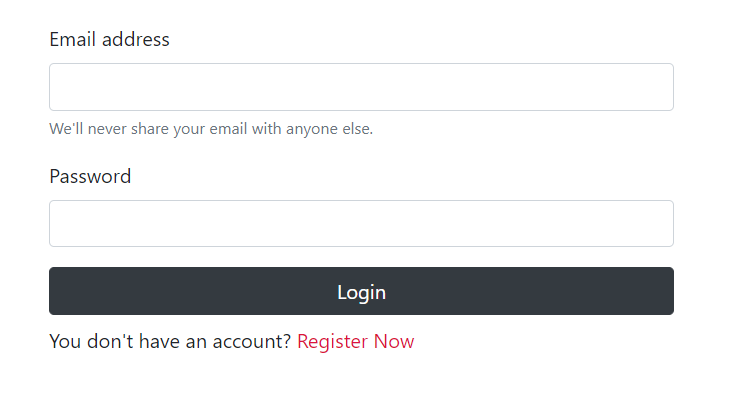 Email address
We'll never share your email with anyone else.
Password
Login
You don't have an account? Register Now